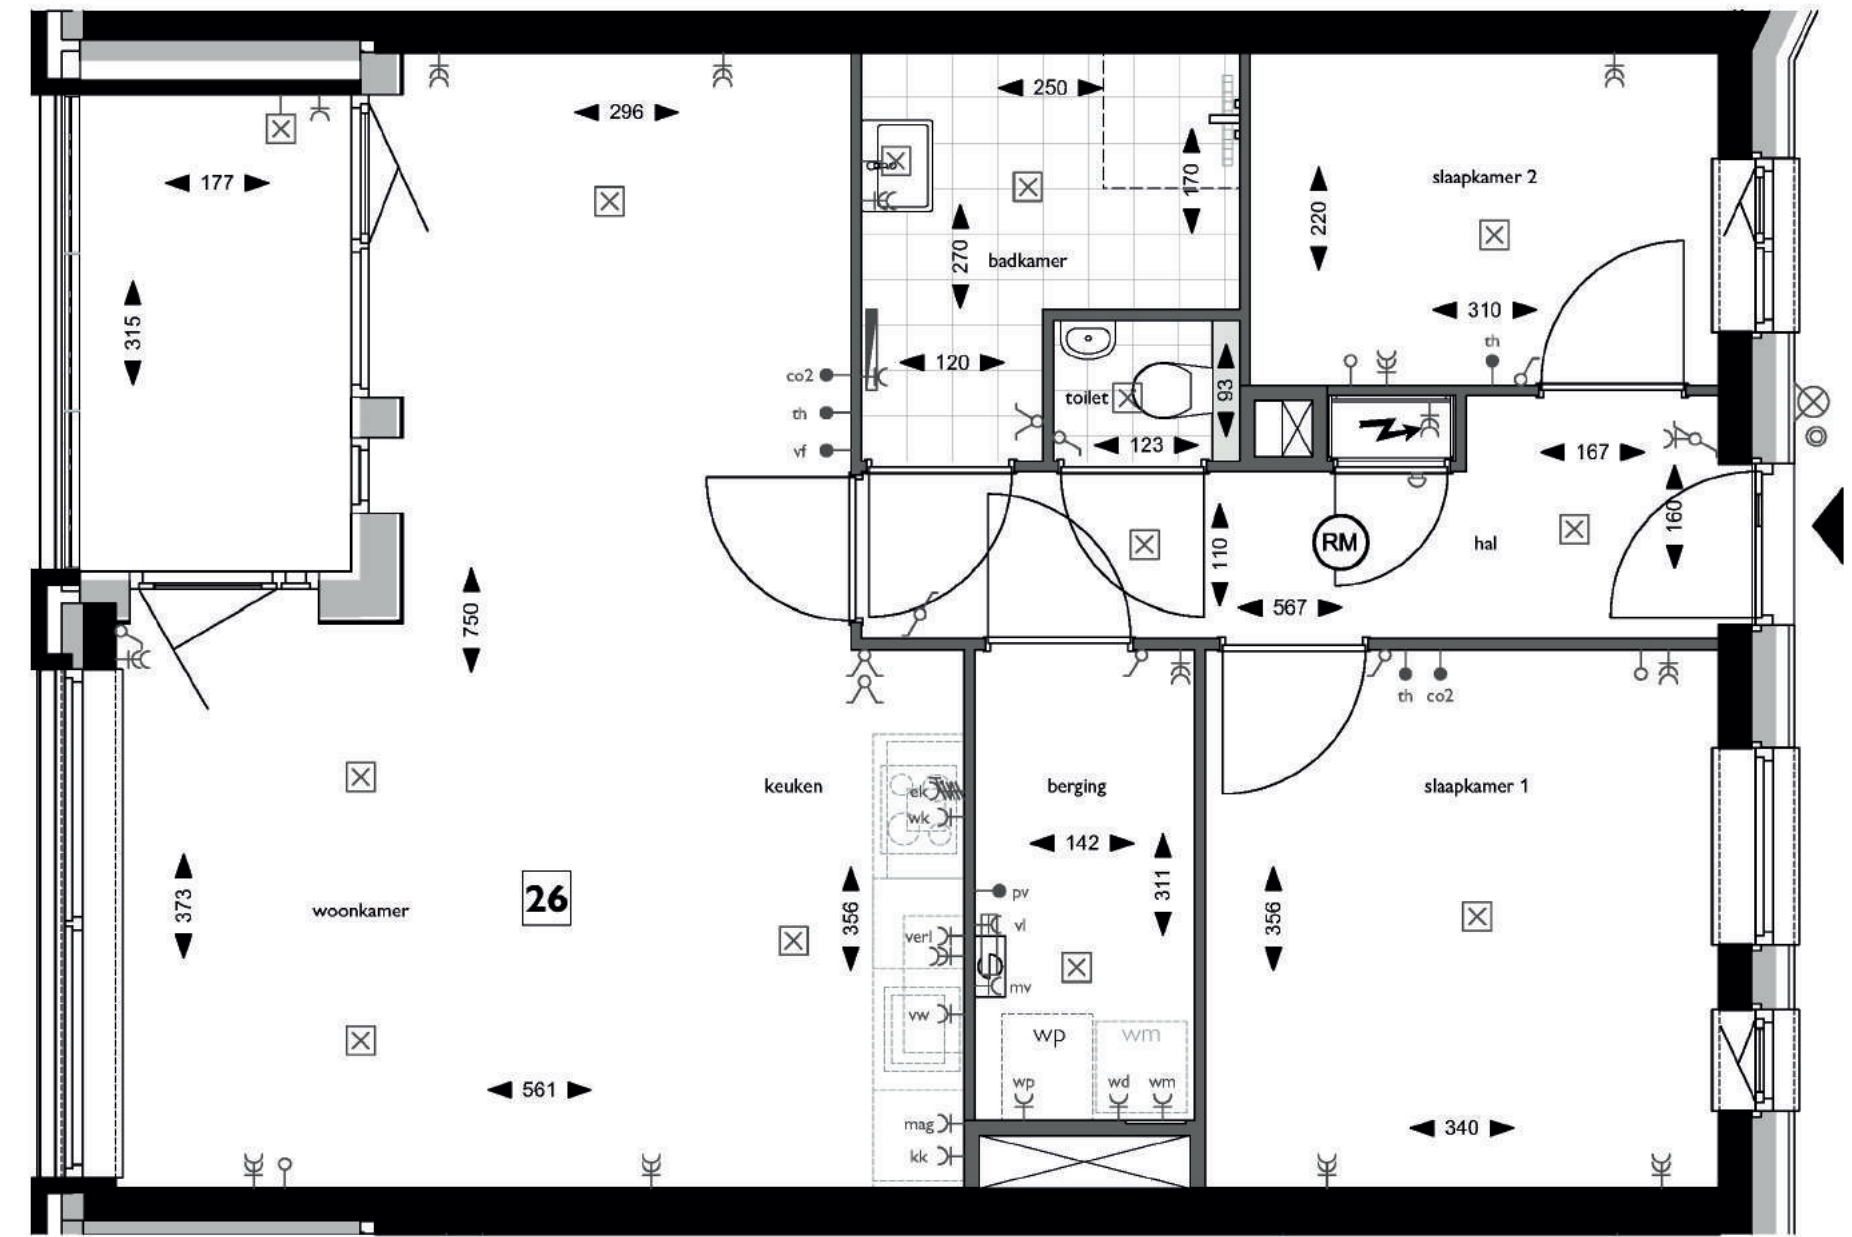 250
296
170
slaapkamer 2
177
220
270
badkamer
310
315
th
120
co2
93
toilet
th
123
167
vf
160
110
RM
hal
567
750
th co2
keuken
berging
slaapkamer 1
ek
wk
142
311
373
26
356
356
pv
woonkamer
vl
verl
mv
vw
wp
wm
wp
wd
wm
561
mag
340
kk